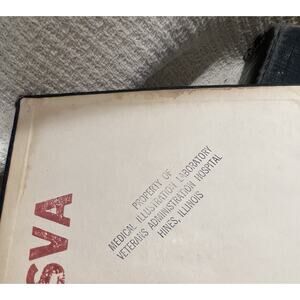 PROPERTY OF
MEDICAL ILLUSTRATION LABORATORY
VETERANS ADMINISTRATION HOSPITAL
HINES, ILLINOIS
SVA